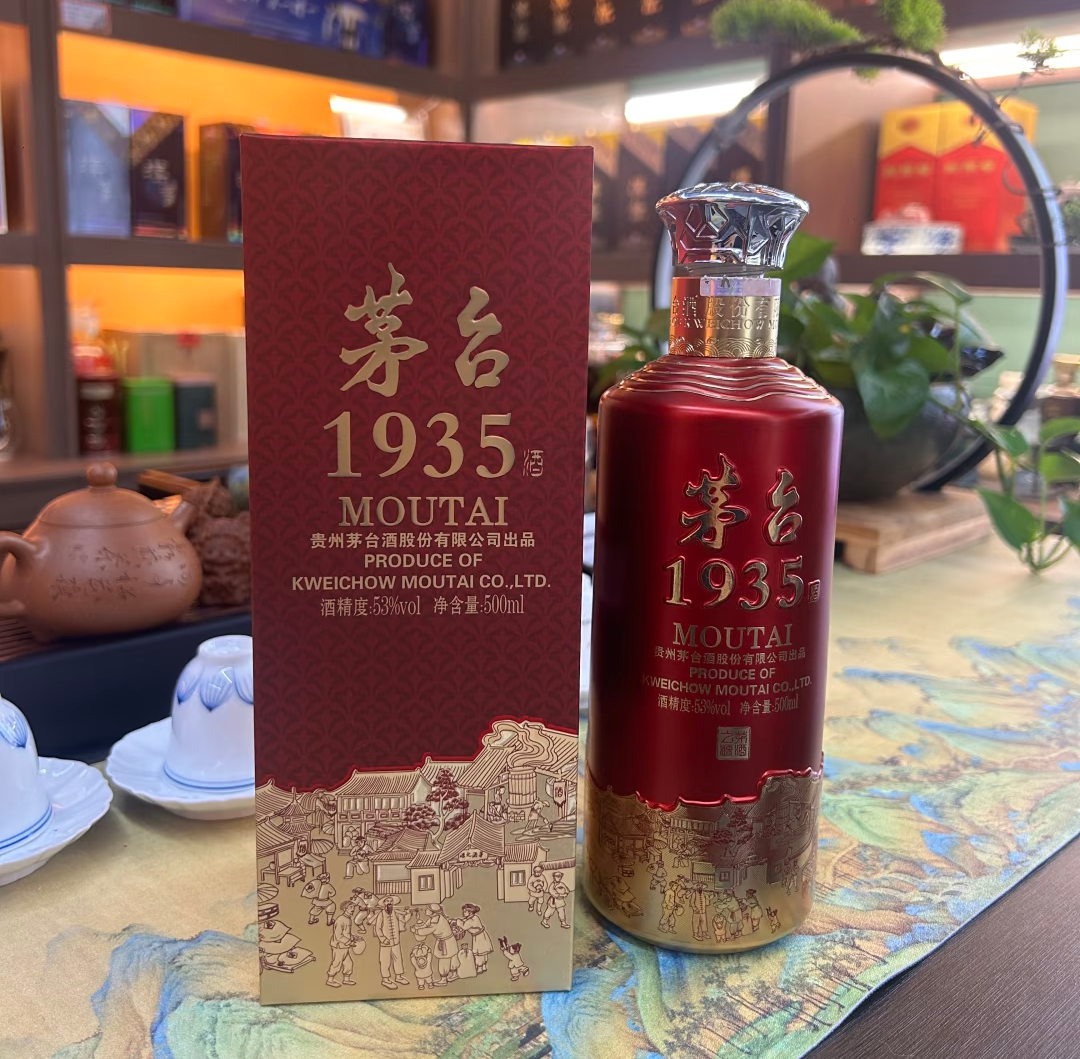 茅台
1935酒
MOUTAI
贵州茅台酒股份有限公司出品
PRODUCE OF
KWEICHOW MOUTAI CO.,LTD.
酒精度:53%vol 净含量:500ml
茅台
1935酒
MOUTAI
贵州茅台酒股份有限公司出品
PRODUCE OF
KWEICHOW MOUTAI CO.,LTD.
酒精度:53%vol 净含量:500ml